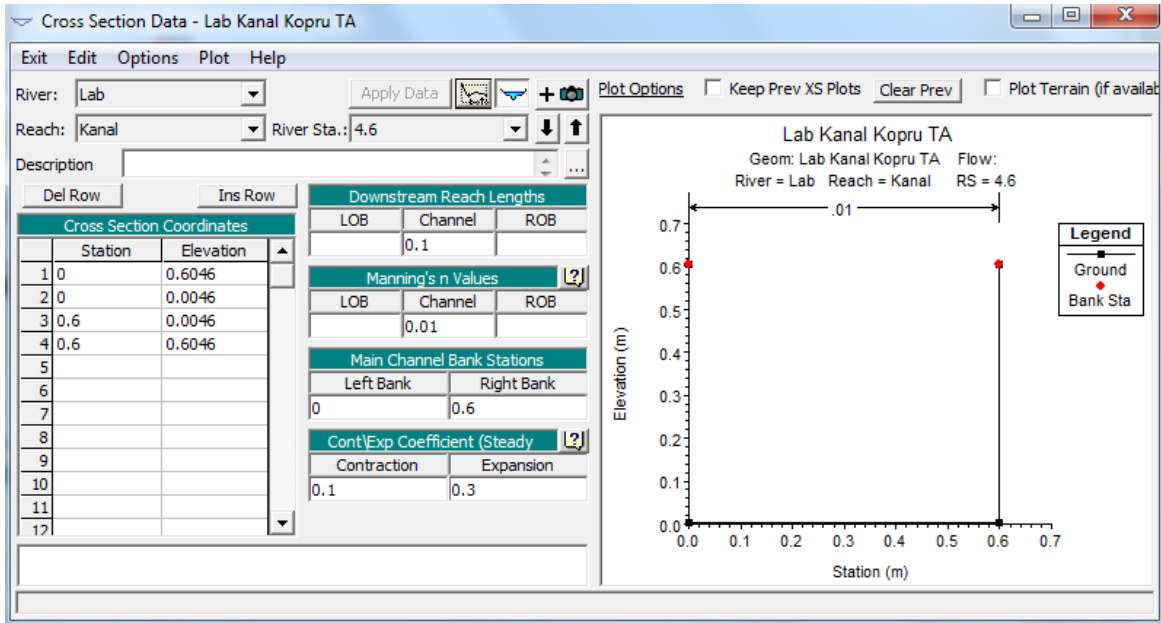 Cross Section Data - Lab Kanal Kopru TA
Exit Edit Options Plot Help
River: Lab
Apply Data
Plot Options Keep Prev XS Plots Clear Prev Plot Terrain (if availab
Reach: Kanal River Sta.: 4.6
Description
...
Del Row Ins Row
Cross Section Coordinates
Station Elevation
1 0 0.6046
2 0 0.0046
3 0.6 0.0046
4 0.6 0.6046
5
6
7
8
9
10
11
12
Downstream Reach Lengths
LOB Channel ROB
0.1
Manning's n Values
LOB Channel ROB
0.01
Main Channel Bank Stations
Left Bank Right Bank
0 0.6
Cont\Exp Coefficient (Steady
Contraction Expansion
0.1 0.3
Lab Kanal Kopru TA
Geom: Lab Kanal Kopru TA Flow:
River = Lab Reach = Kanal RS = 4.6
.01
0.7
0.6
0.5
0.4
0.3
0.2
0.1
0.0
Elevation (m)
0.0 0.1 0.2 0.3 0.4 0.5 0.6 0.7
Station (m)
Legend
Ground
Bank Sta